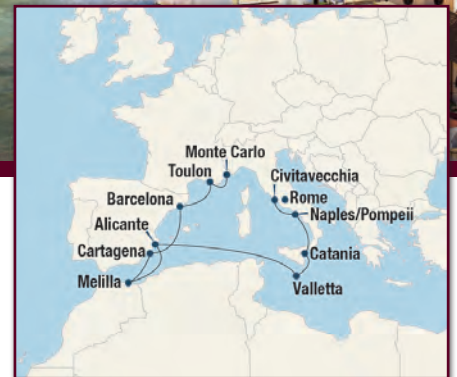 Monte Carlo
Toulon
Civitavecchia
Barcelona
Rome
Naples/Pompeii
Alicante
Cartagena
Catania
Melilla
Valletta